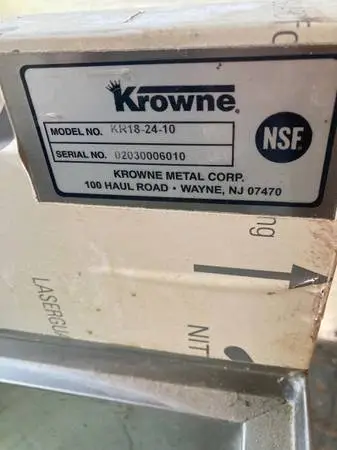 Krowne®
MODEL NO. KR18-24-10
NSF®
SERIAL NO. 02030006010
KROWNE METAL CORP.
100 HAUL ROAD • WAYNE, NJ 07470
ng
LASERGU
NIT